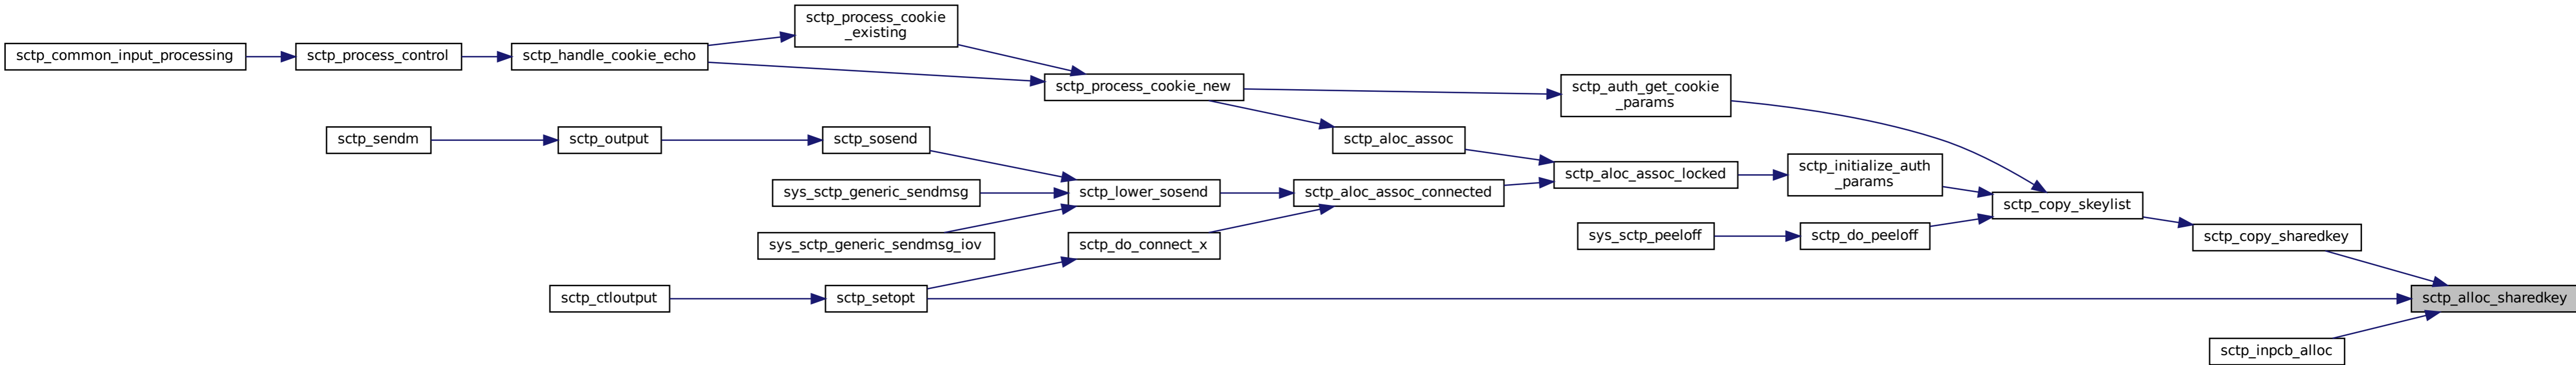 sctp_process_cookie
_existing
sctp_common_input_processing
sctp_process_control
sctp_handle_cookie_echo
sctp_process_cookie_new
sctp_auth_get_cookie
_params
sctp_sendm
sctp_output
sctp_sosend
sctp_aloc_assoc
sctp_aloc_assoc_locked
sctp_initialize_auth
_params
sys_sctp_generic_sendmsg
sctp_lower_sosend
sctp_aloc_assoc_connected
sctp_copy_skeylist
sys_sctp_generic_sendmsg_iov
sctp_do_connect_x
sys_sctp_peeloff
sctp_do_peeloff
sctp_copy_sharedkey
sctp_ctloutput
sctp_setopt
sctp_alloc_sharedkey
sctp_inpcb_alloc